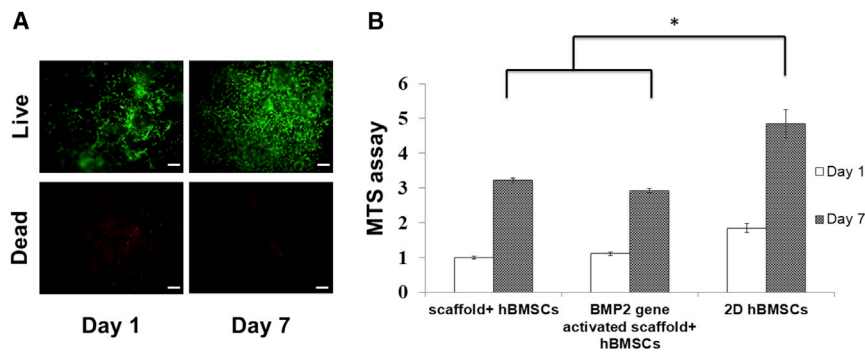 A
Live
Dead
Day 1
Day 7
B
*
MTS assay
6
5
4
3
2
1
0
Day 1
Day 7
scaffold+ hBMSCs
BMP2 gene
activated scaffold+
hBMSCs
2D hBMSCs